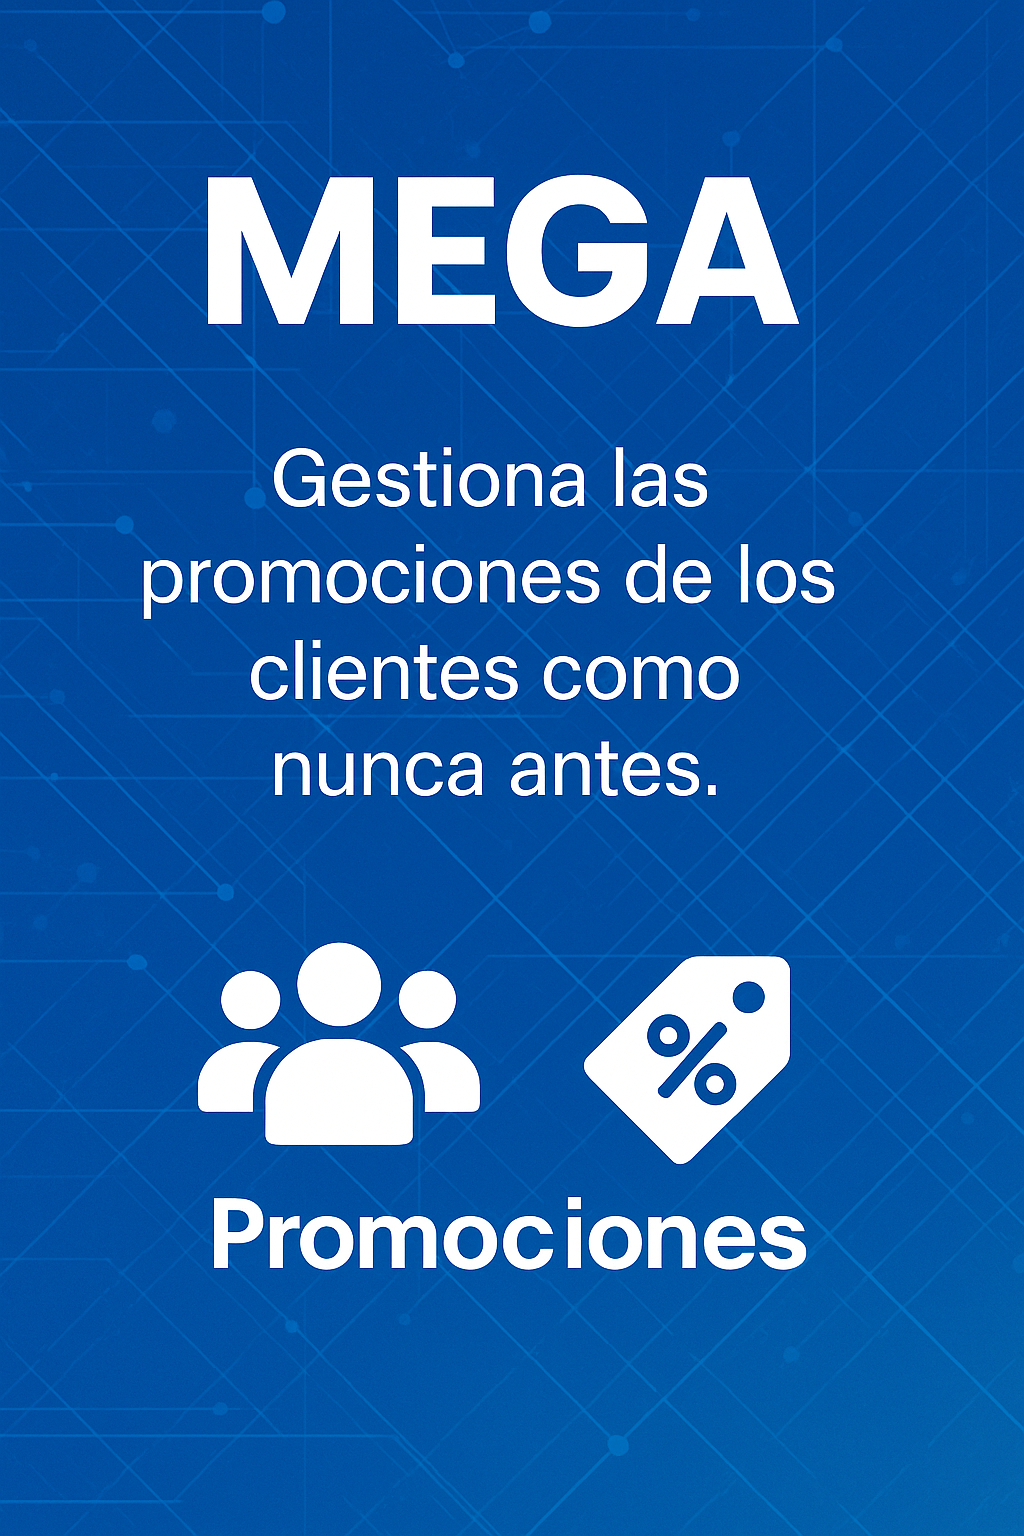 MEGA
Gestiona las
promociones de los
clientes como
nunca antes.
%
Promociones